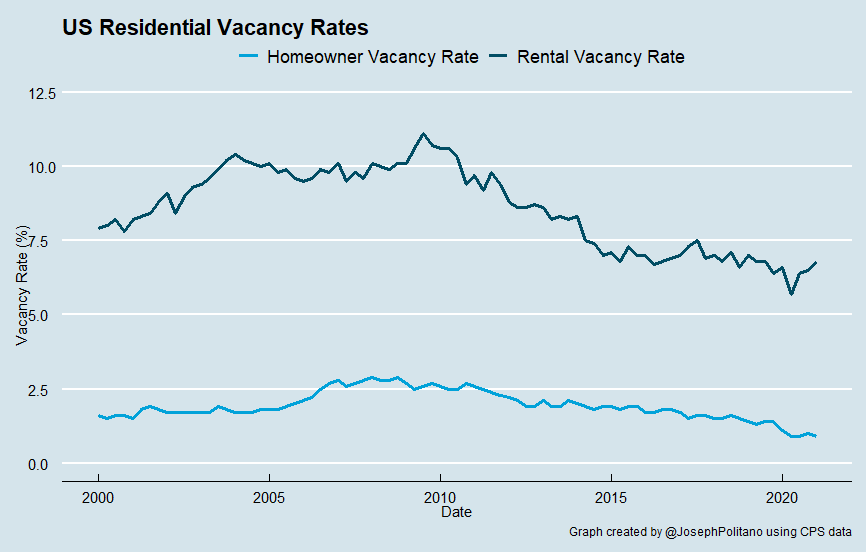 US Residential Vacancy Rates
Homeowner Vacancy Rate Rental Vacancy Rate
12.5
10.0
7.5
5.0
2.5
0.0
Vacancy Rate (%)
2000 2005 2010 2015 2020
Date
Graph created by @JosephPolitano using CPS data